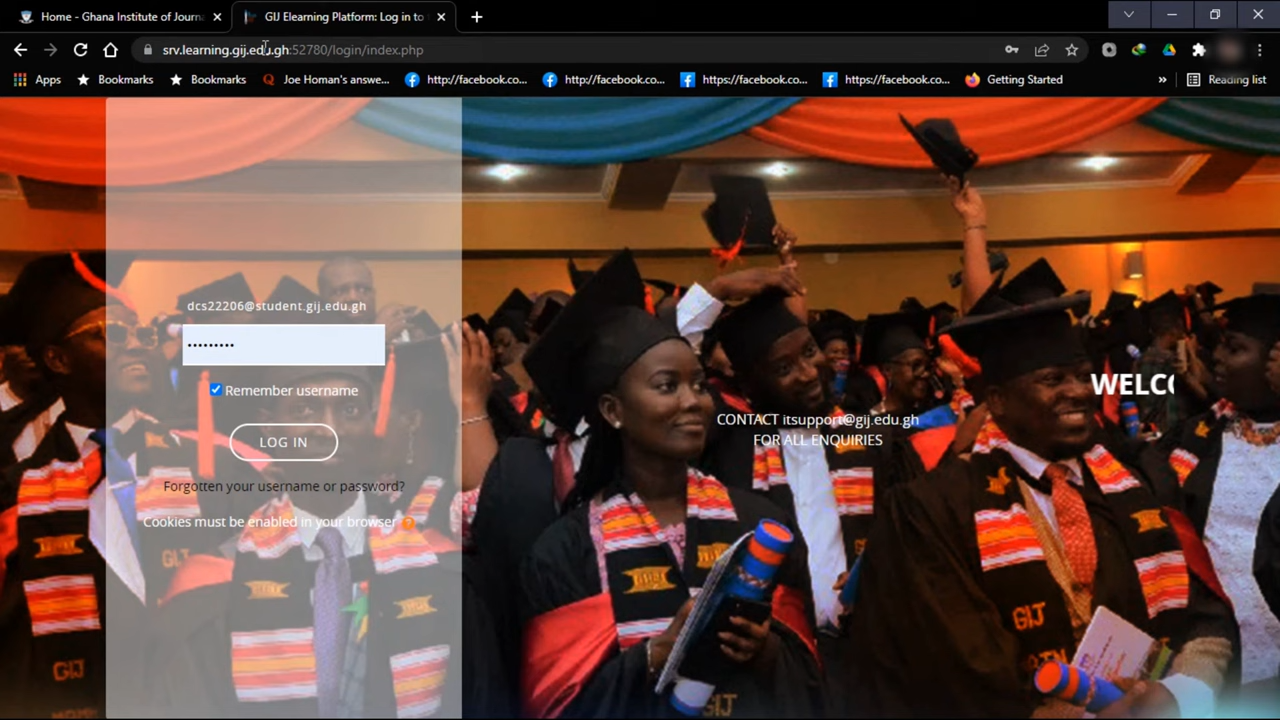 Home - Ghana Institute of Journa
GIJ Elearning Platform: Log in to
srv.learning.gij.edu.gh:52780/login/index.php
Apps
Bookmarks
Bookmarks
Joe Homan's answe...
http://facebook.co...
http://facebook.co...
https://facebook.co...
https://facebook.co...
Getting Started
»
Reading list
dcs22206@student.gij.edu.gh
•••••••••
Remember username
LOG IN
Forgotten your username or password?
Cookies must be enabled in your browser
CONTACT itsupport@gij.edu.gh
FOR ALL ENQUIRIES
WELCO
GIJ
GIJ
GIJ
GIJ